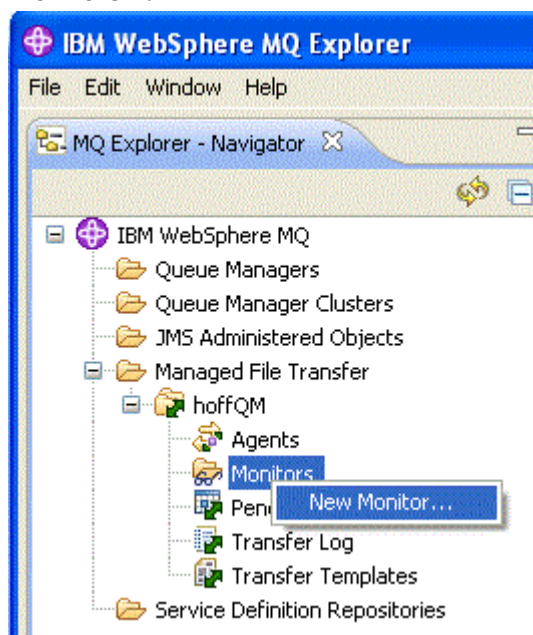 IBM WebSphere MQ Explorer
File Edit Window Help
MQ Explorer - Navigator
IBM WebSphere MQ
Queue Managers
Queue Manager Clusters
JMS Administered Objects
Managed File Transfer
hoffQM
Agents
Monitors
New Monitor...
Transfer Log
Transfer Templates
Service Definition Repositories